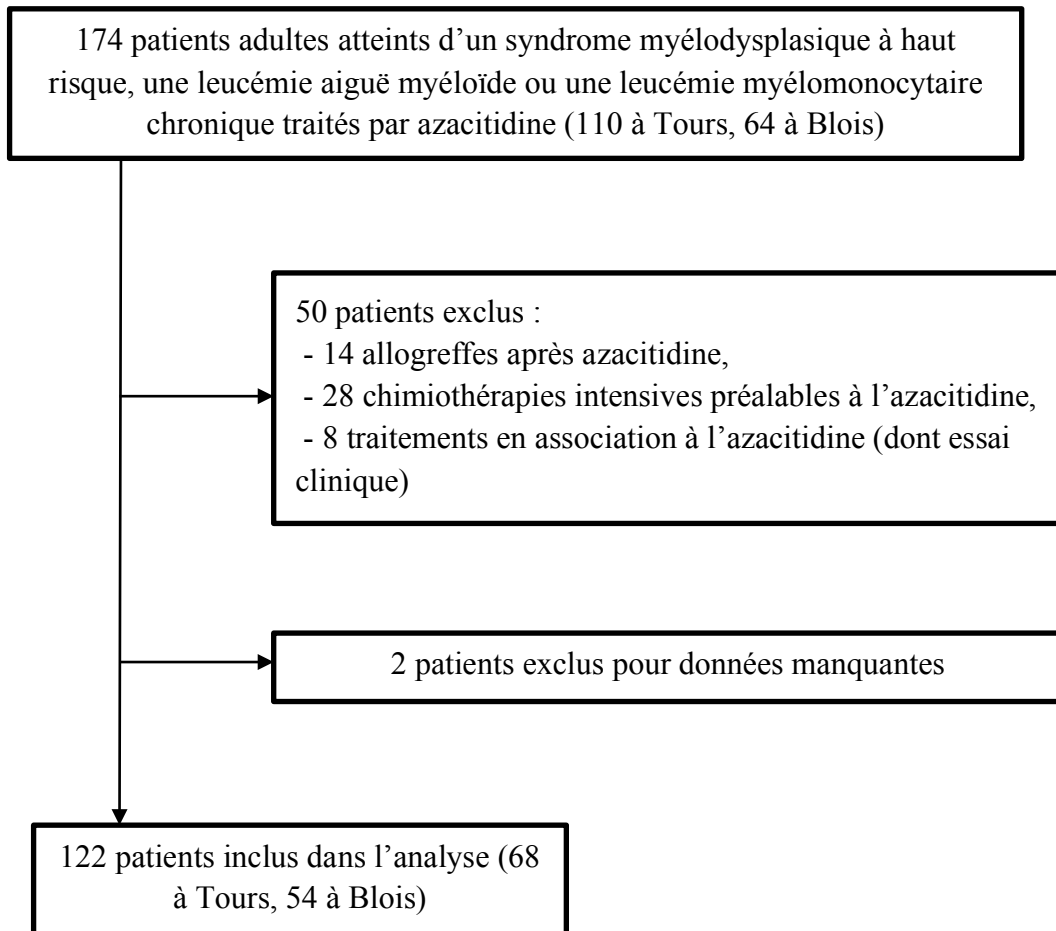 174 patients adultes atteints d’un syndrome myélodysplasique à haut
risque, une leucémie aiguë myéloïde ou une leucémie myélomonocytaire
chronique traités par azacitidine (110 à Tours, 64 à Blois)
50 patients exclus :
- 14 allogreffes après azacitidine,
- 28 chimiothérapies intensives préalables à l’azacitidine,
- 8 traitements en association à l’azacitidine (dont essai
clinique)
2 patients exclus pour données manquantes
122 patients inclus dans l’analyse (68
à Tours, 54 à Blois)